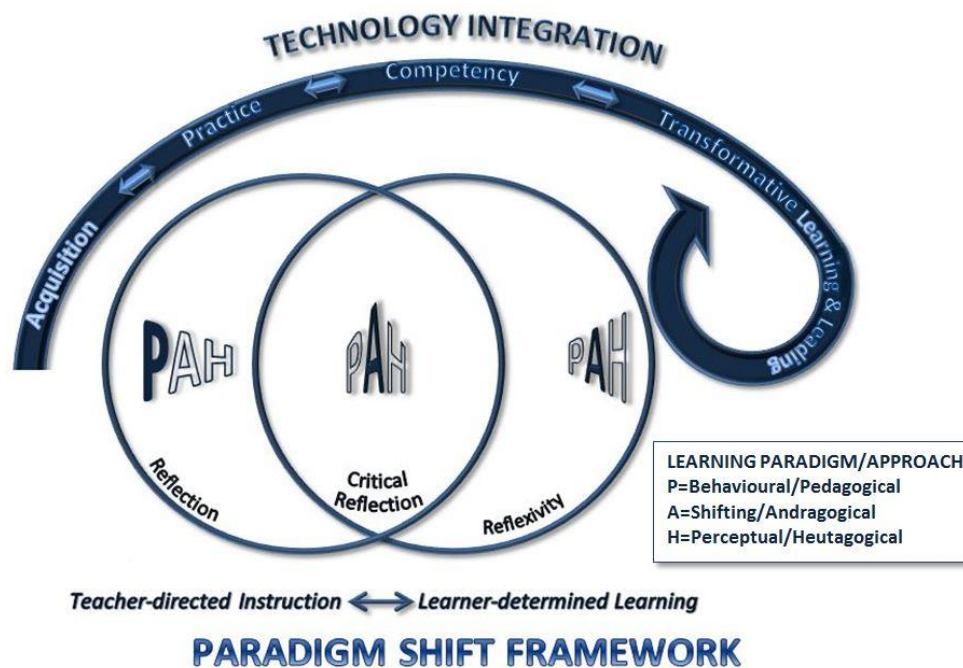 TECHNOLOGY INTEGRATION
Acquisition
Practice
Competency
Transformative Learning & Leading
PAH
PAH
PAH
Reflection
Critical
Reflection
Reflexivity
LEARNING PARADIGM/APPROACH
P=Behavioural/Pedagogical
A=Shifting/Andragogical
H=Perceptual/Heutagogical
Teacher-directed Instruction
Learner-determined Learning
PARADIGM SHIFT FRAMEWORK